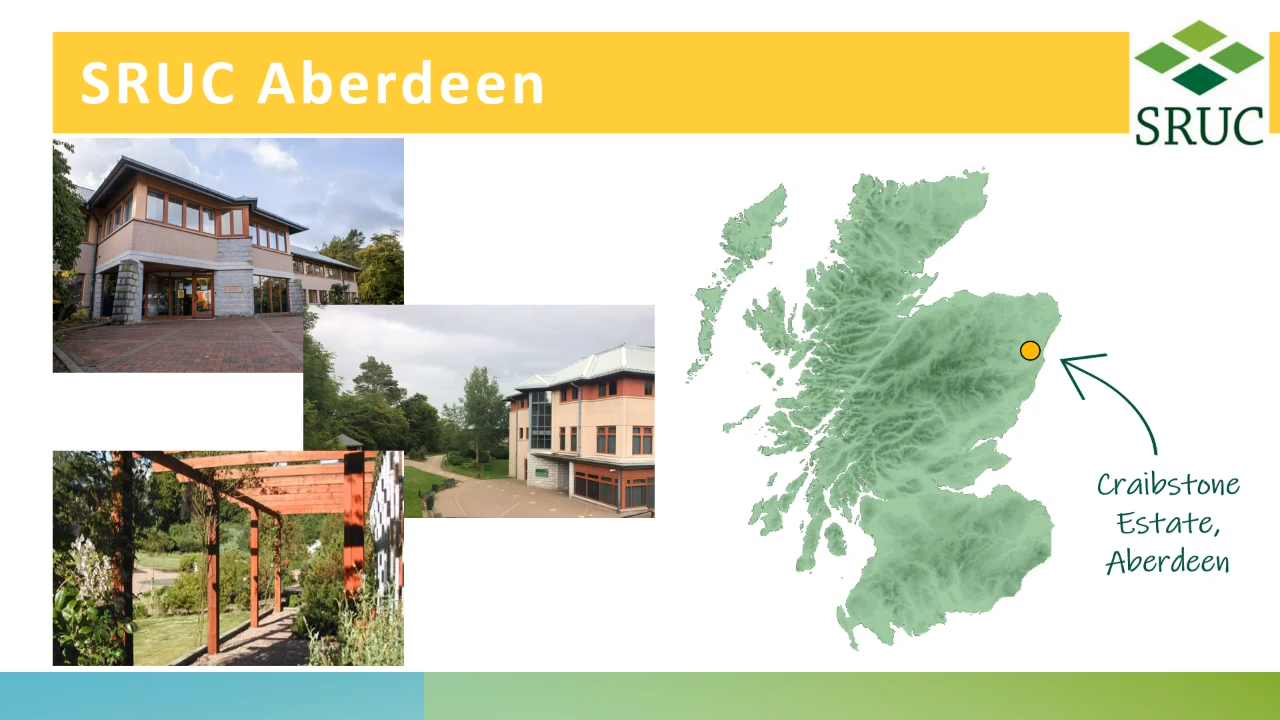 SRUC Aberdeen
SRUC
Craibstone
Estate,
Aberdeen